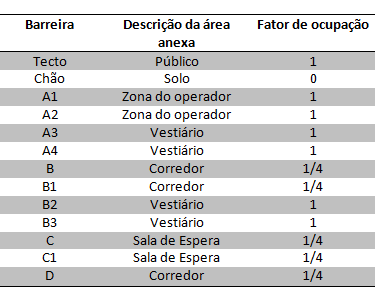 Barreira Descrição da área anexa Fator de ocupação
Tecto Público 1
Chão Solo 0
A1 Zona do operador 1
A2 Zona do operador 1
A3 Vestiário 1
A4 Vestiário 1
B Corredor 1/4
B1 Corredor 1/4
B2 Vestiário 1
B3 Vestiário 1
C Sala de Espera 1/4
C1 Sala de Espera 1/4
D Corredor 1/4